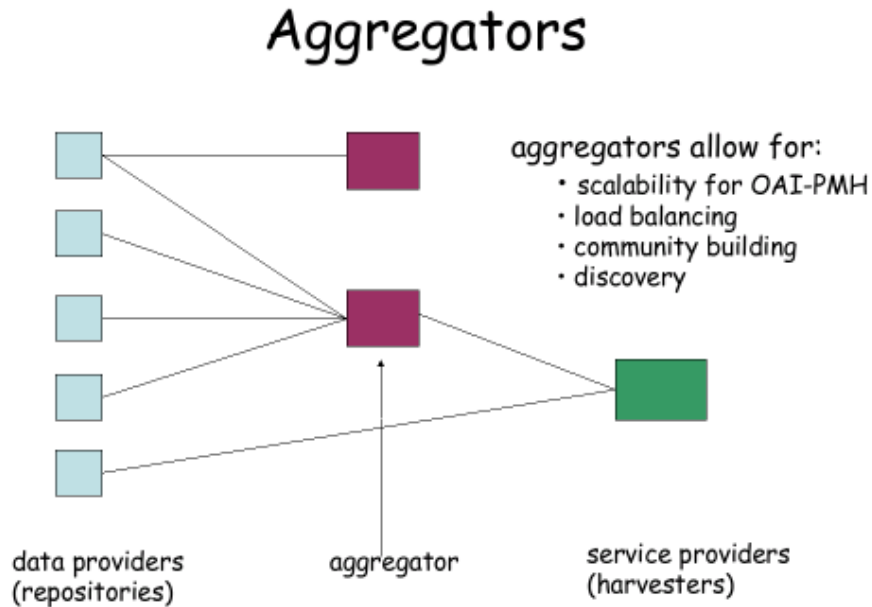 Aggregators
aggregators allow for:
• scalability for OAI-PMH
• load balancing
• community building
• discovery
data providers
(repositories)
aggregator
service providers
(harvesters)